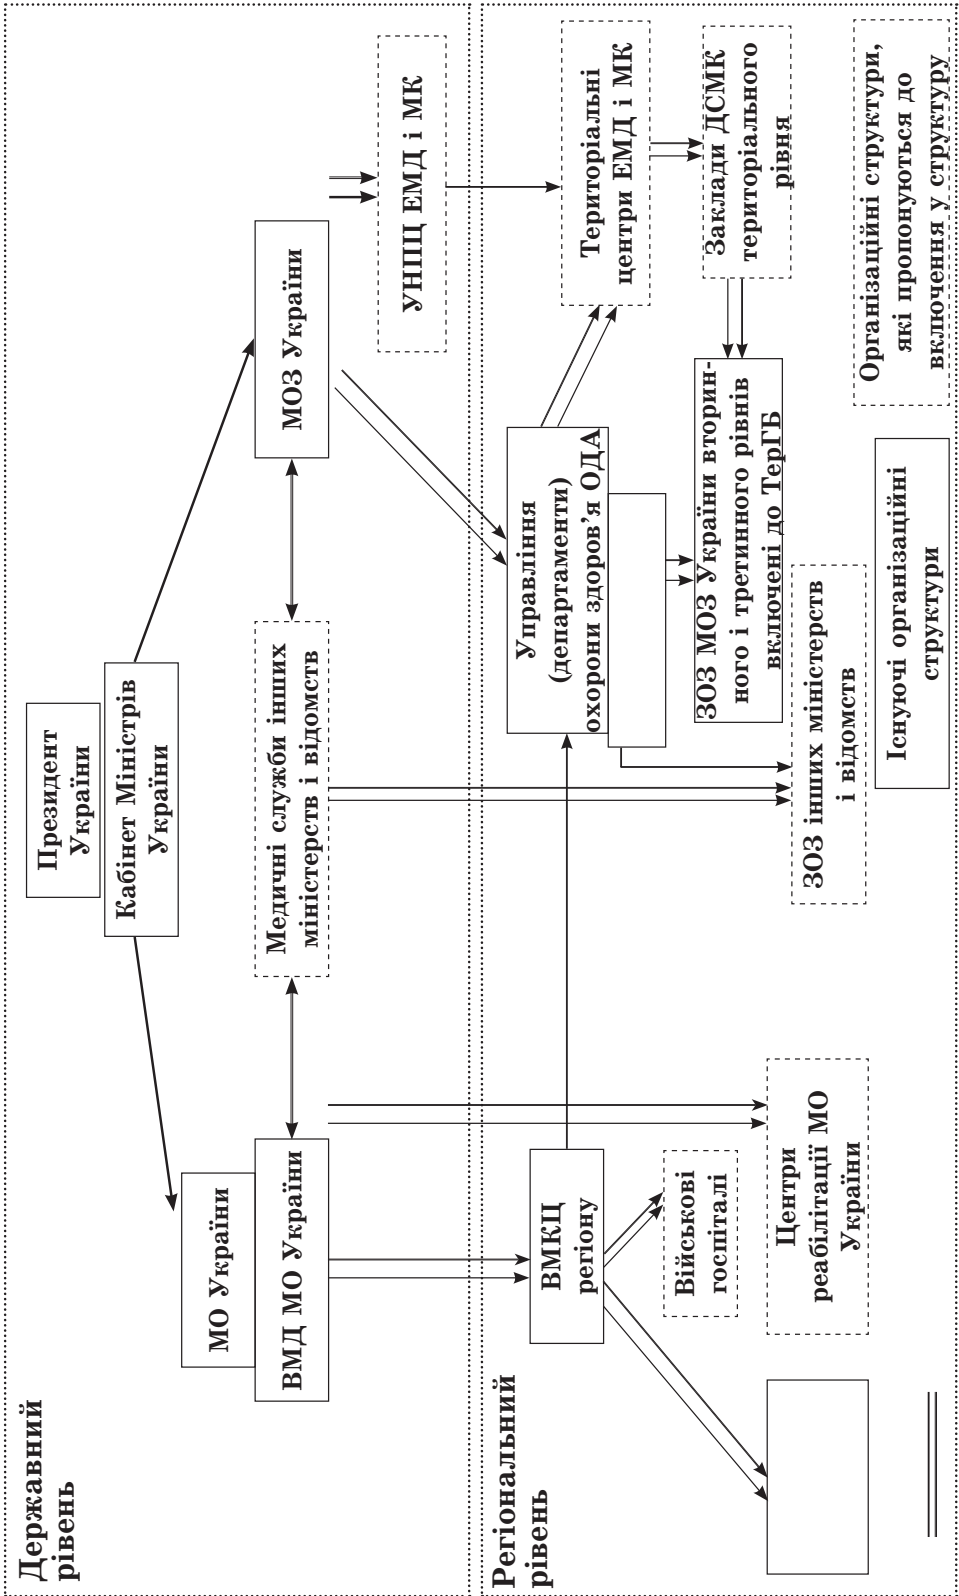 Державний
рівень
Президент
України
Кабінет Міністрів
України
МО України
ВМД МО України
Медичні служби інших
міністерств і відомств
МОЗ України
УНПЦ ЕМД і МК
Регіональний
рівень
ВМКЦ
регіону
Військові
госпіталі
Центри
реабілітації МО
України
Управління
(департаменти)
охорони здоров’я ОДА
Територіальні
центри ЕМД і МК
Заклади ДСМК
територіального
рівня
ЗОЗ МОЗ України вторин-
ного і третинного рівнів
включені до ТерГБ
ЗОЗ інших міністерств
і відомств
Існуючі організаційні
структури
Організаційні структури,
які пропонуються до
включення у структуру